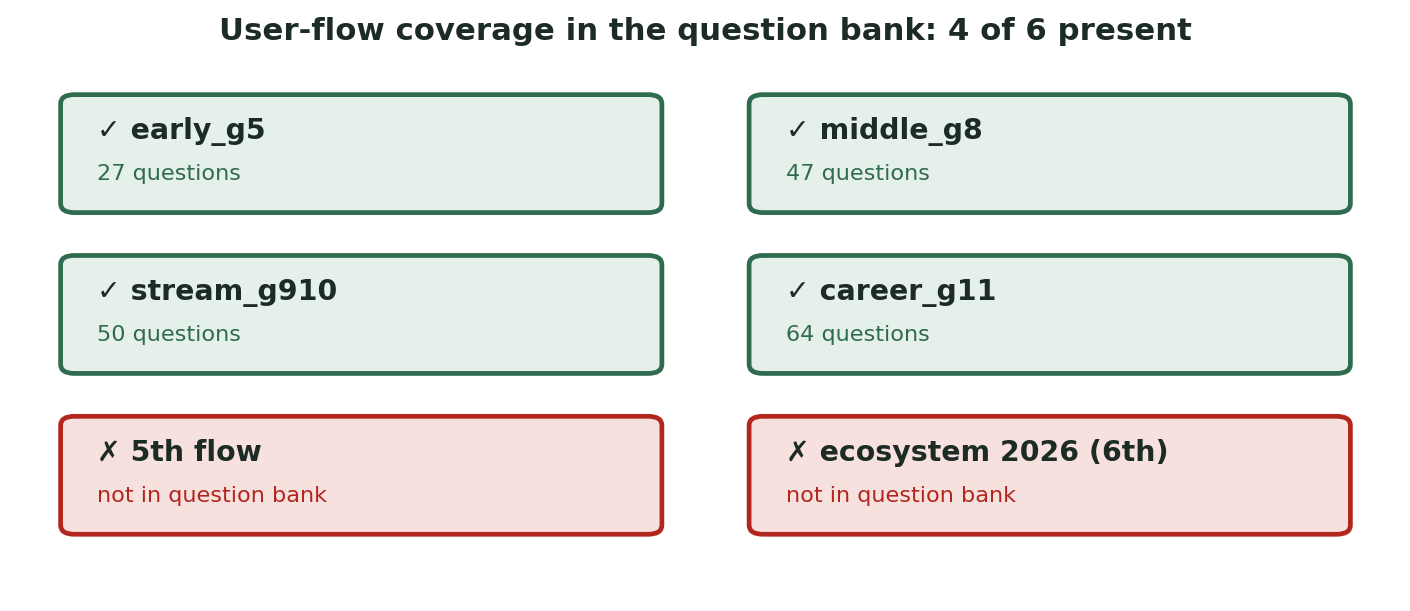 User-flow coverage in the question bank: 4 of 6 present
✓ early_g5
27 questions
✓ middle_g8
47 questions
✓ stream_g910
50 questions
✓ career_g11
64 questions
✗ 5th flow
not in question bank
✗ ecosystem 2026 (6th)
not in question bank